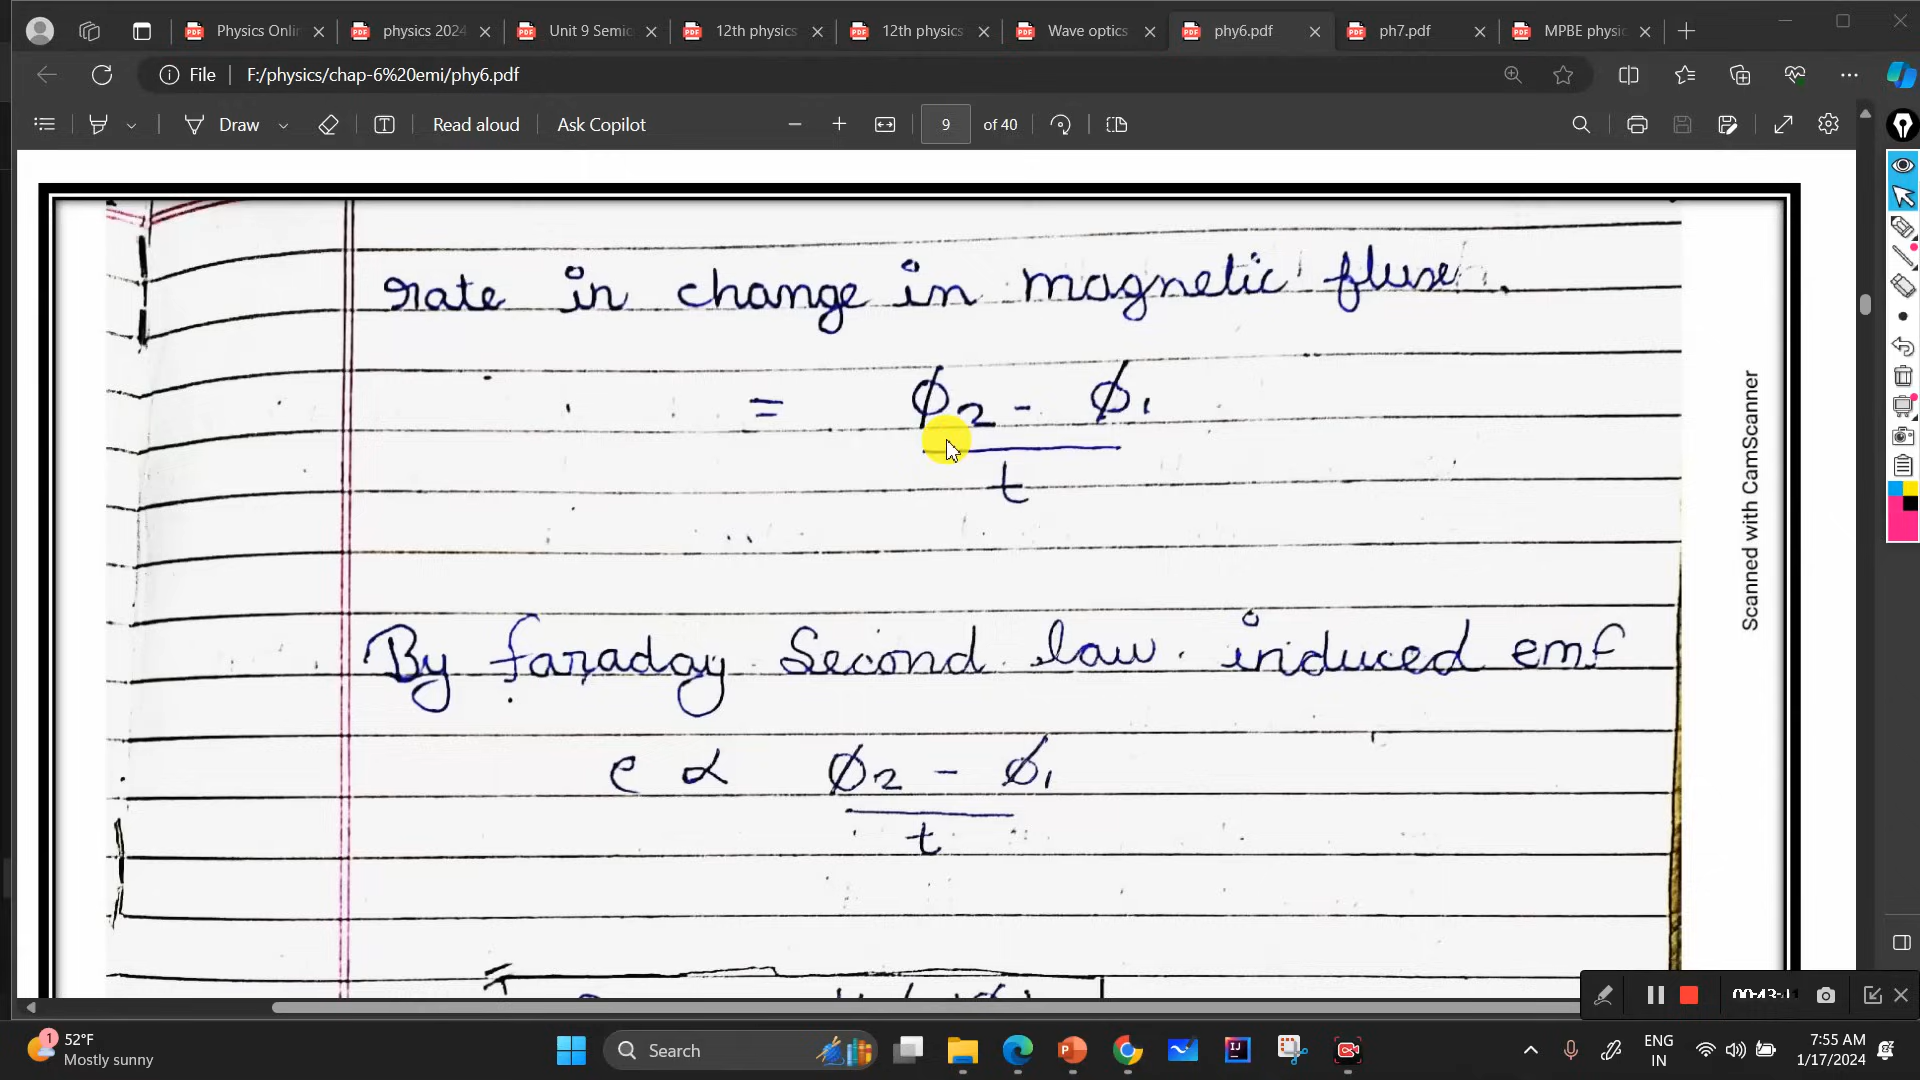 Physics Onlin
physics 2024
Unit 9 Semic
12th physics
12th physics
Wave optics
phy6.pdf
ph7.pdf
MPBE physic
File
F:/physics/chap-6%20emi/phy6.pdf
Draw
Read aloud
Ask Copilot
9 of 40
rate in change in magnetic flux.
= ϕ2 - ϕ1
t
By faraday Second law. induced emf
e ∝ ϕ2 - ϕ1
t
Scanned with CamScanner
52°F
Mostly sunny
1
Search
ENG
IN
7:55 AM
1/17/2024